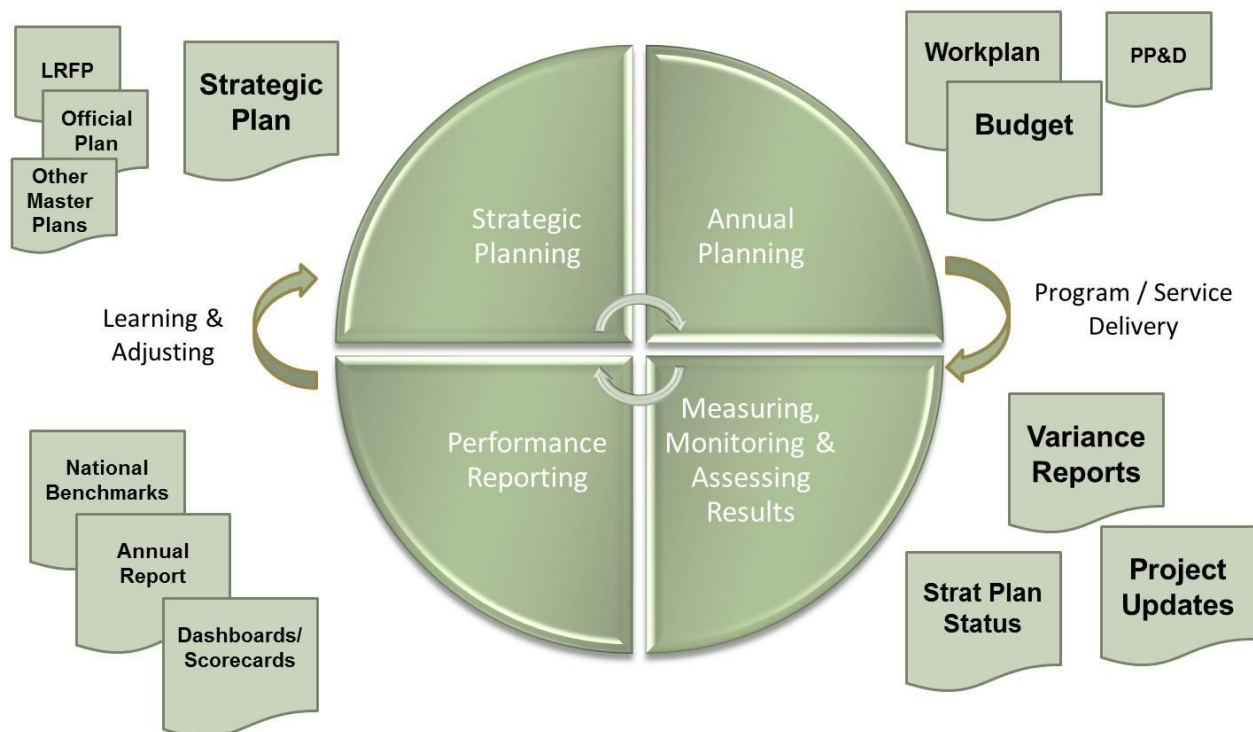 LRFP
Official
Plan
Other
Master
Plans
Strategic
Plan
Workplan
Budget
PP&D
Strategic
Planning
Annual
Planning
Learning &
Adjusting
Program / Service
Delivery
Performance
Reporting
Measuring,
Monitoring &
Assessing
Results
National
Benchmarks
Annual
Report
Dashboards/
Scorecards
Variance
Reports
Strat Plan
Status
Project
Updates